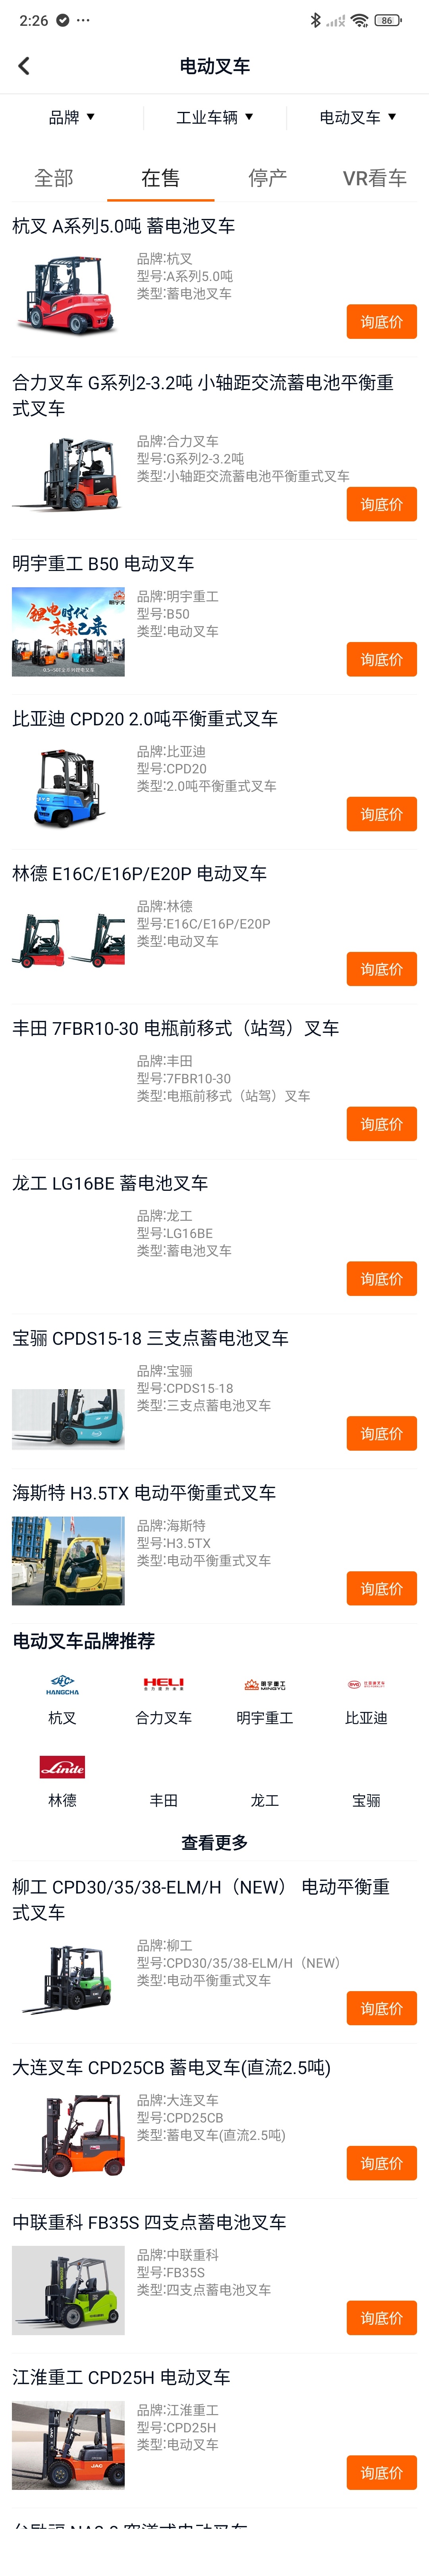 2:26
86
电动叉车
品牌
工业车辆
电动叉车
全部
在售
停产
VR看车
杭叉 A系列5.0吨 蓄电池叉车
品牌:杭叉
型号:A系列5.0吨
类型:蓄电池叉车
询底价
合力叉车 G系列2-3.2吨 小轴距交流蓄电池平衡重
式叉车
品牌:合力叉车
型号:G系列2-3.2吨
类型:小轴距交流蓄电池平衡重式叉车
询底价
明宇重工 B50 电动叉车
锂电时代
未来已来
品牌:明宇重工
型号:B50
类型:电动叉车
询底价
比亚迪 CPD20 2.0吨平衡重式叉车
品牌:比亚迪
型号:CPD20
类型:2.0吨平衡重式叉车
询底价
林德 E16C/E16P/E20P 电动叉车
品牌:林德
型号:E16C/E16P/E20P
类型:电动叉车
询底价
丰田 7FBR10-30 电瓶前移式（站驾）叉车
品牌:丰田
型号:7FBR10-30
类型:电瓶前移式（站驾）叉车
询底价
龙工 LG16BE 蓄电池叉车
品牌:龙工
型号:LG16BE
类型:蓄电池叉车
询底价
宝骊 CPDS15-18 三支点蓄电池叉车
品牌:宝骊
型号:CPDS15-18
类型:三支点蓄电池叉车
询底价
海斯特 H3.5TX 电动平衡重式叉车
品牌:海斯特
型号:H3.5TX
类型:电动平衡重式叉车
询底价
电动叉车品牌推荐
HC
HANGCHA
HELI
合力提升未来
明宇重工
MINGYU
BYD
杭叉
合力叉车
明宇重工
比亚迪
Linde
林德
丰田
龙工
宝骊
查看更多
柳工 CPD30/35/38-ELM/H（NEW） 电动平衡重
式叉车
品牌:柳工
型号:CPD30/35/38-ELM/H（NEW）
类型:电动平衡重式叉车
询底价
大连叉车 CPD25CB 蓄电叉车(直流2.5吨)
品牌:大连叉车
型号:CPD25CB
类型:蓄电叉车(直流2.5吨)
询底价
中联重科 FB35S 四支点蓄电池叉车
品牌:中联重科
型号:FB35S
类型:四支点蓄电池叉车
询底价
江淮重工 CPD25H 电动叉车
JAC
品牌:江淮重工
型号:CPD25H
类型:电动叉车
询底价